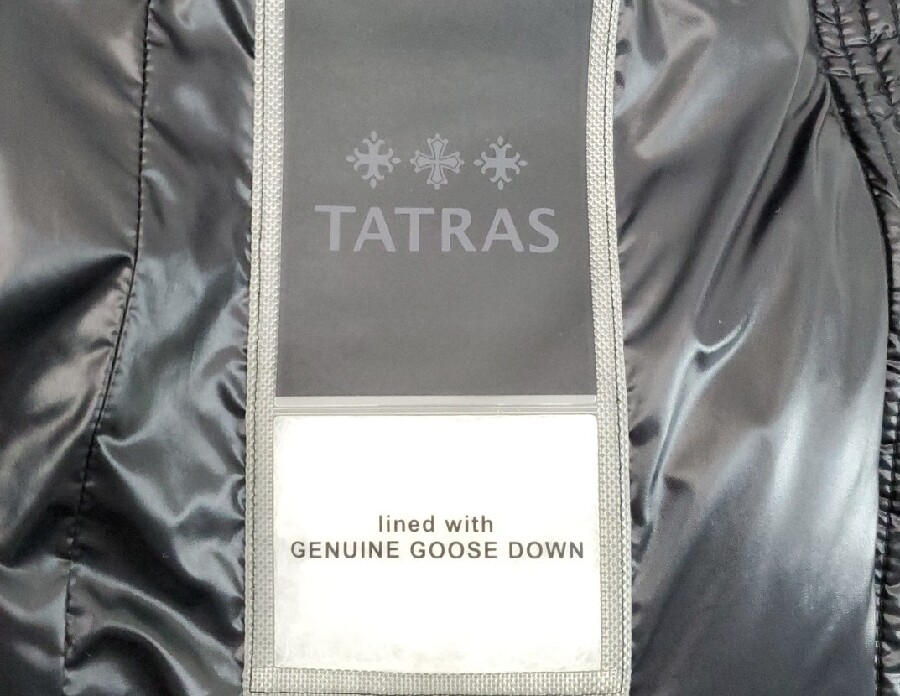 TATRAS
lined with
GENUINE GOOSE DOWN